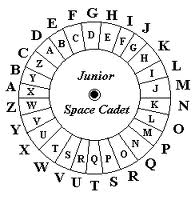 A B C D E F G H I J K L M N O P Q R S T U V W X Y Z
X Y Z A B C D E F G H I J K L M N O P Q R S T U V W
Junior
Space Cadet